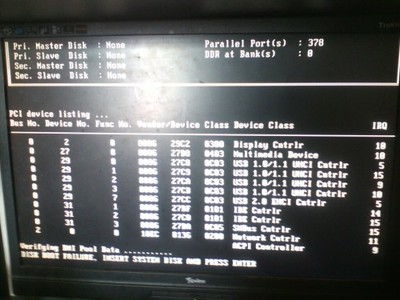 Pri. Master Disk : None
Pri. Slave Disk : None
Sec. Master Disk : None
Sec. Slave Disk : None
Parallel Port(s) : 378
DDR at Bank(s) : 0
PCI device listing ...
Bus No. Device No. Func No. Vendor/Device Class Device Class IRQ
0 2 0 8086 29C2 0300 Display Cntrlr 10
0 27 0 8086 27D8 0403 Multimedia Device 10
0 29 0 8086 27C8 0C03 USB 1.0/1.1 UHCI Cntrlr 5
0 29 1 8086 27C9 0C03 USB 1.0/1.1 UHCI Cntrlr 15
0 29 2 8086 0C03 USB 1.0/1.1 UHCI Cntrlr 9
0 29 3 8086 0C03 USB 1.0/1.1 UHCI Cntrlr 10
0 29 7 8086 27CC 0C03 USB 2.0 EHCI Cntrlr 5
0 31 1 8086 0101 IDE Cntrlr 14
0 31 2 8086 27C0 0101 IDE Cntrlr 15
0 31 3 8086 27DA 0C05 SMBus Cntrlr 15
2 0 0 10EC 8136 0200 Network Cntrlr 11
ACPI Controller 9
Verifying DMI Pool Data ...........
DISK BOOT FAILURE, INSERT SYSTEM DISK AND PRESS ENTER